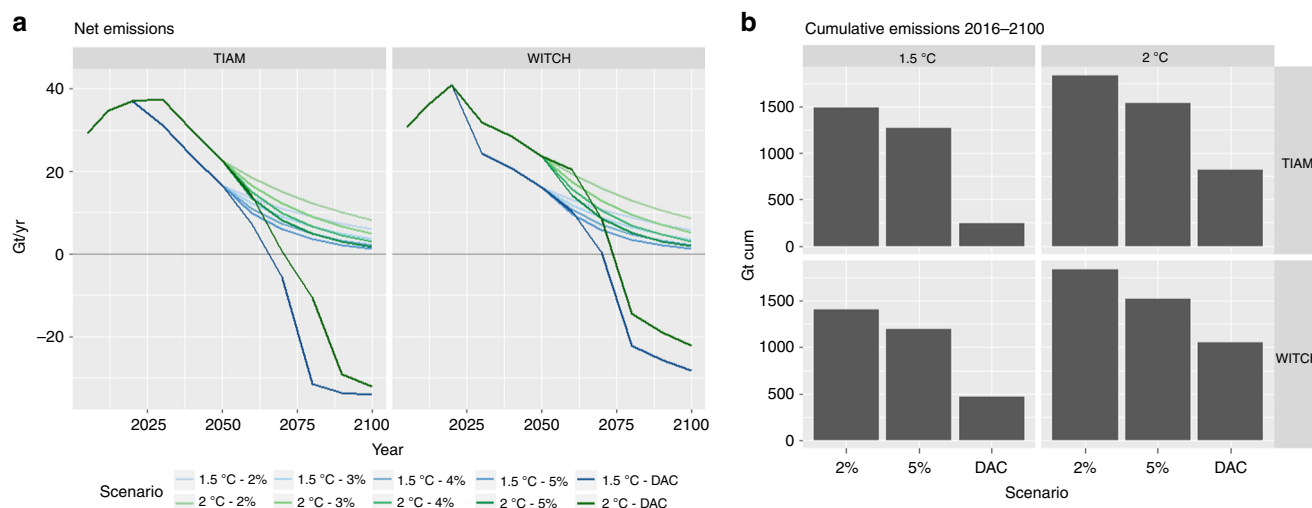 a
Net emissions
TIAM
WITCH
40
20
0
–20
Gt/yr
2025
2050
2075
2100
2025
2050
2075
2100
Year
Scenario
1.5 °C - 2%
1.5 °C - 3%
1.5 °C - 4%
1.5 °C - 5%
1.5 °C - DAC
2 °C - 2%
2 °C - 3%
2 °C - 4%
2 °C - 5%
2 °C - DAC
b
Cumulative emissions 2016–2100
1.5 °C
2 °C
1500
1000
500
0
TIAM
1500
1000
500
0
WITCH
Gt cum
2%
5%
DAC
2%
5%
DAC
Scenario